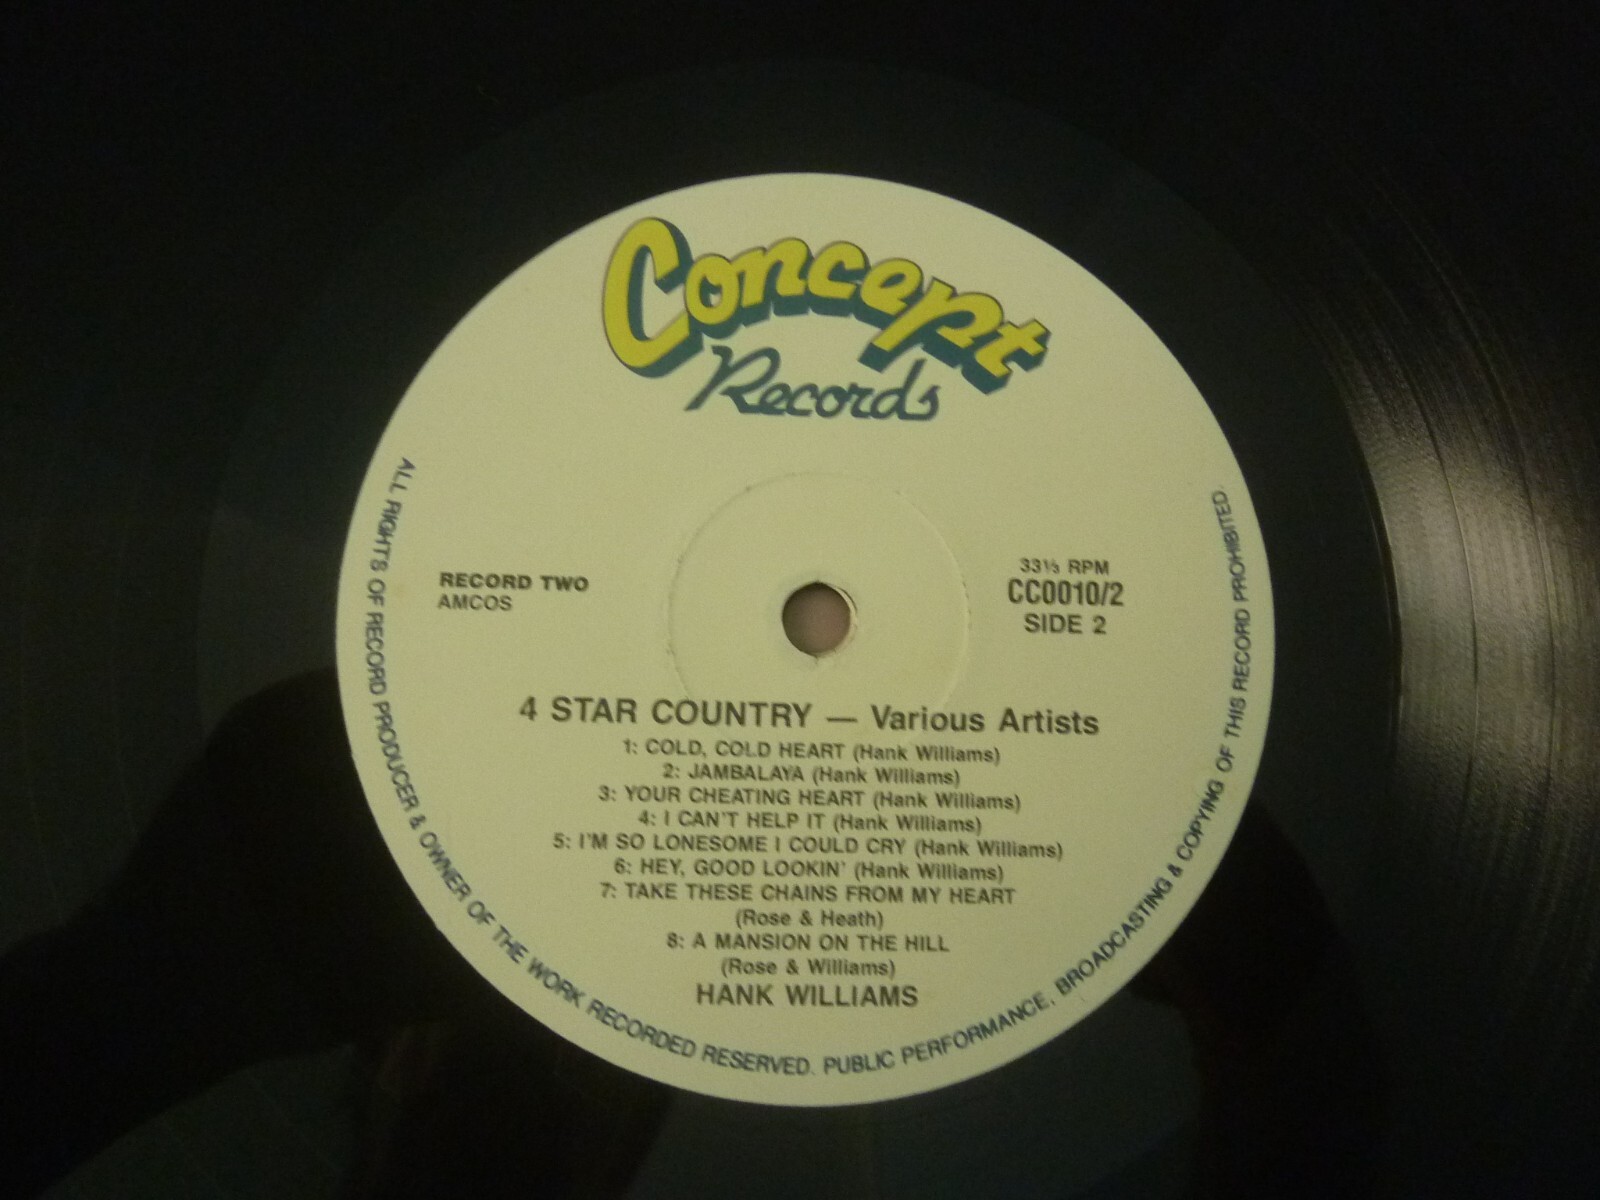 Concept
Records
RECORD TWO
AMCOS
33⅓ RPM
CC0010/2
SIDE 2
4 STAR COUNTRY — Various Artists
1: COLD, COLD HEART (Hank Williams)
2: JAMBALAYA (Hank Williams)
3: YOUR CHEATING HEART (Hank Williams)
4: I CAN'T HELP IT (Hank Williams)
5: I'M SO LONESOME I COULD CRY (Hank Williams)
6: HEY, GOOD LOOKIN' (Hank Williams)
7: TAKE THESE CHAINS FROM MY HEART
(Rose & Heath)
8: A MANSION ON THE HILL
(Rose & Williams)
HANK WILLIAMS
ALL RIGHTS OF RECORD PRODUCER & OWNER OF THE WORK RECORDED RESERVED. PUBLIC PERFORMANCE, BROADCASTING & COPYING OF THIS RECORD PROHIBITED.